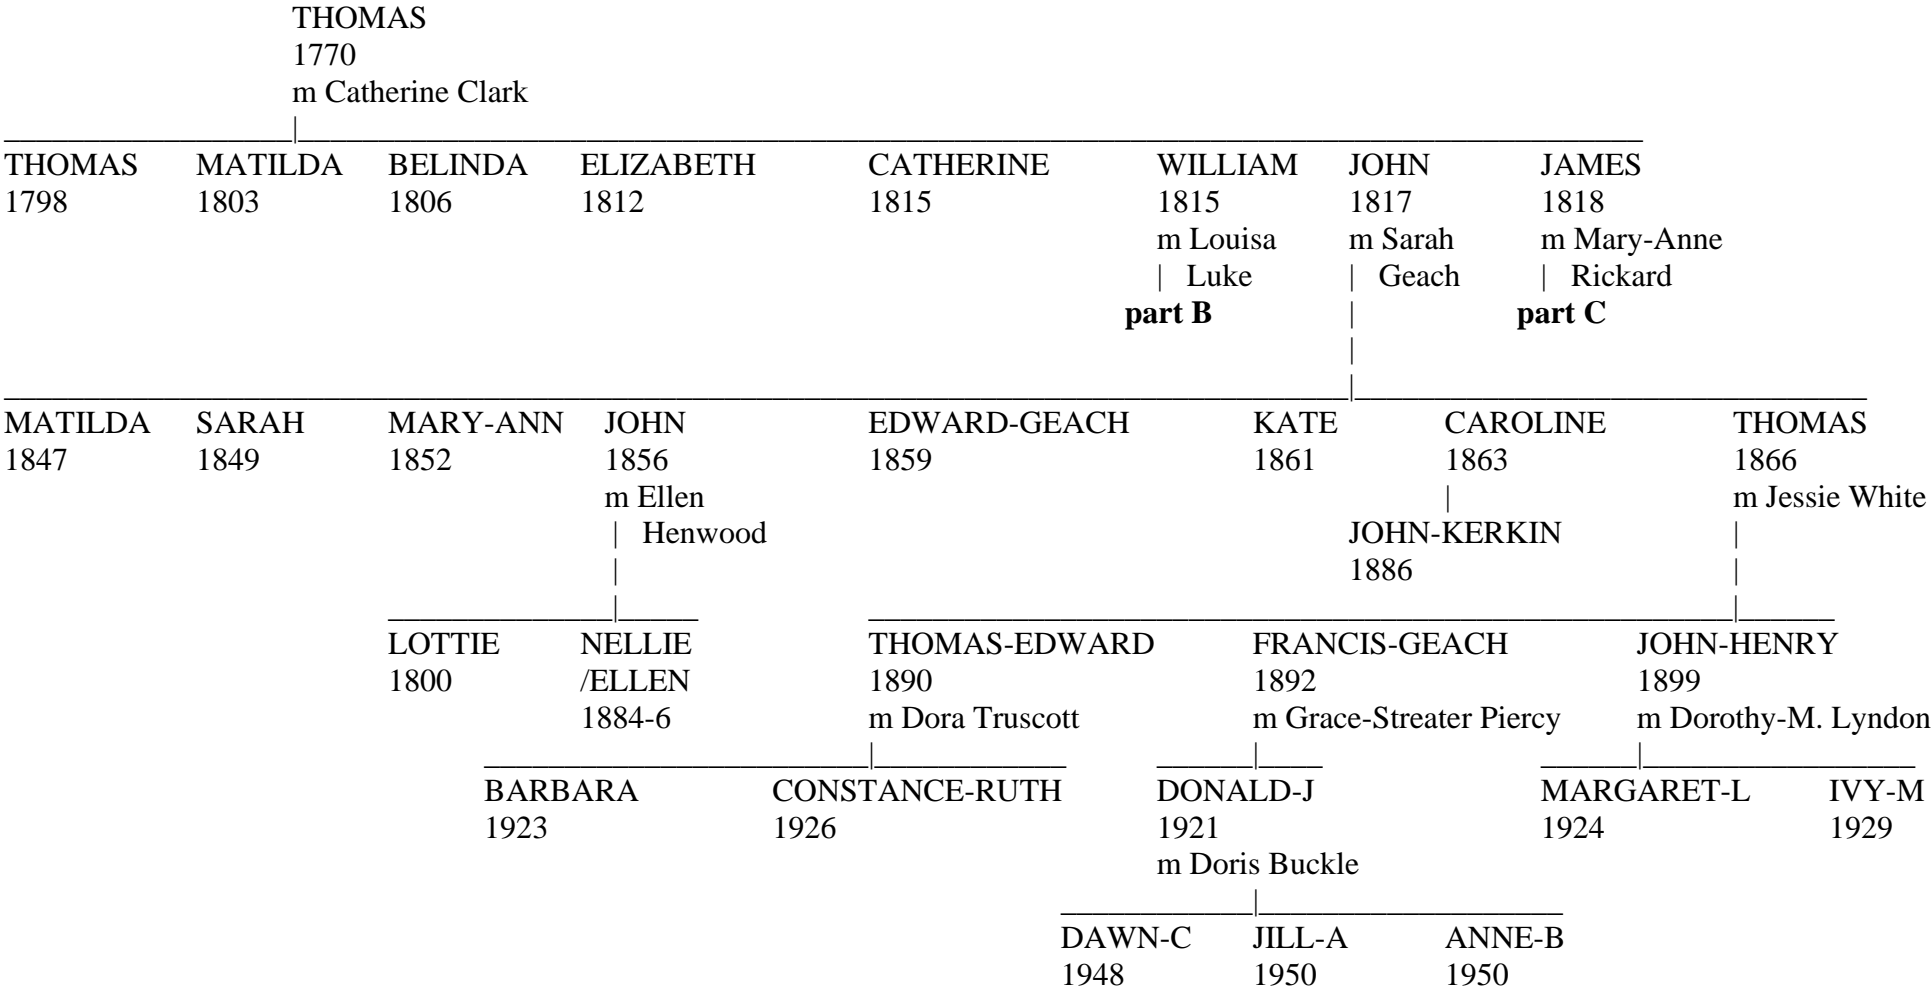 THOMAS
1770
m Catherine Clark
THOMAS MATILDA BELINDA ELIZABETH CATHERINE WILLIAM JOHN JAMES
1798 1803 1806 1812 1815 1815 1817 1818
m Louisa m Sarah m Mary-Anne
| Luke | Geach | Rickard
part B | part C
MATILDA SARAH MARY-ANN JOHN EDWARD-GEACH KATE CAROLINE THOMAS
1847 1849 1852 1856 1859 1861 1863 1866
m Ellen | m Jessie White
| Henwood JOHN-KERKIN |
1886
LOTTIE NELLIE THOMAS-EDWARD FRANCIS-GEACH JOHN-HENRY
1800 /ELLEN 1890 1892 1899
1884-6 m Dora Truscott m Grace-Streater Piercy m Dorothy-M. Lyndon
BARBARA CONSTANCE-RUTH DONALD-J MARGARET-L IVY-M
1923 1926 1921 1924 1929
m Doris Buckle
DAWN-C JILL-A ANNE-B
1948 1950 1950